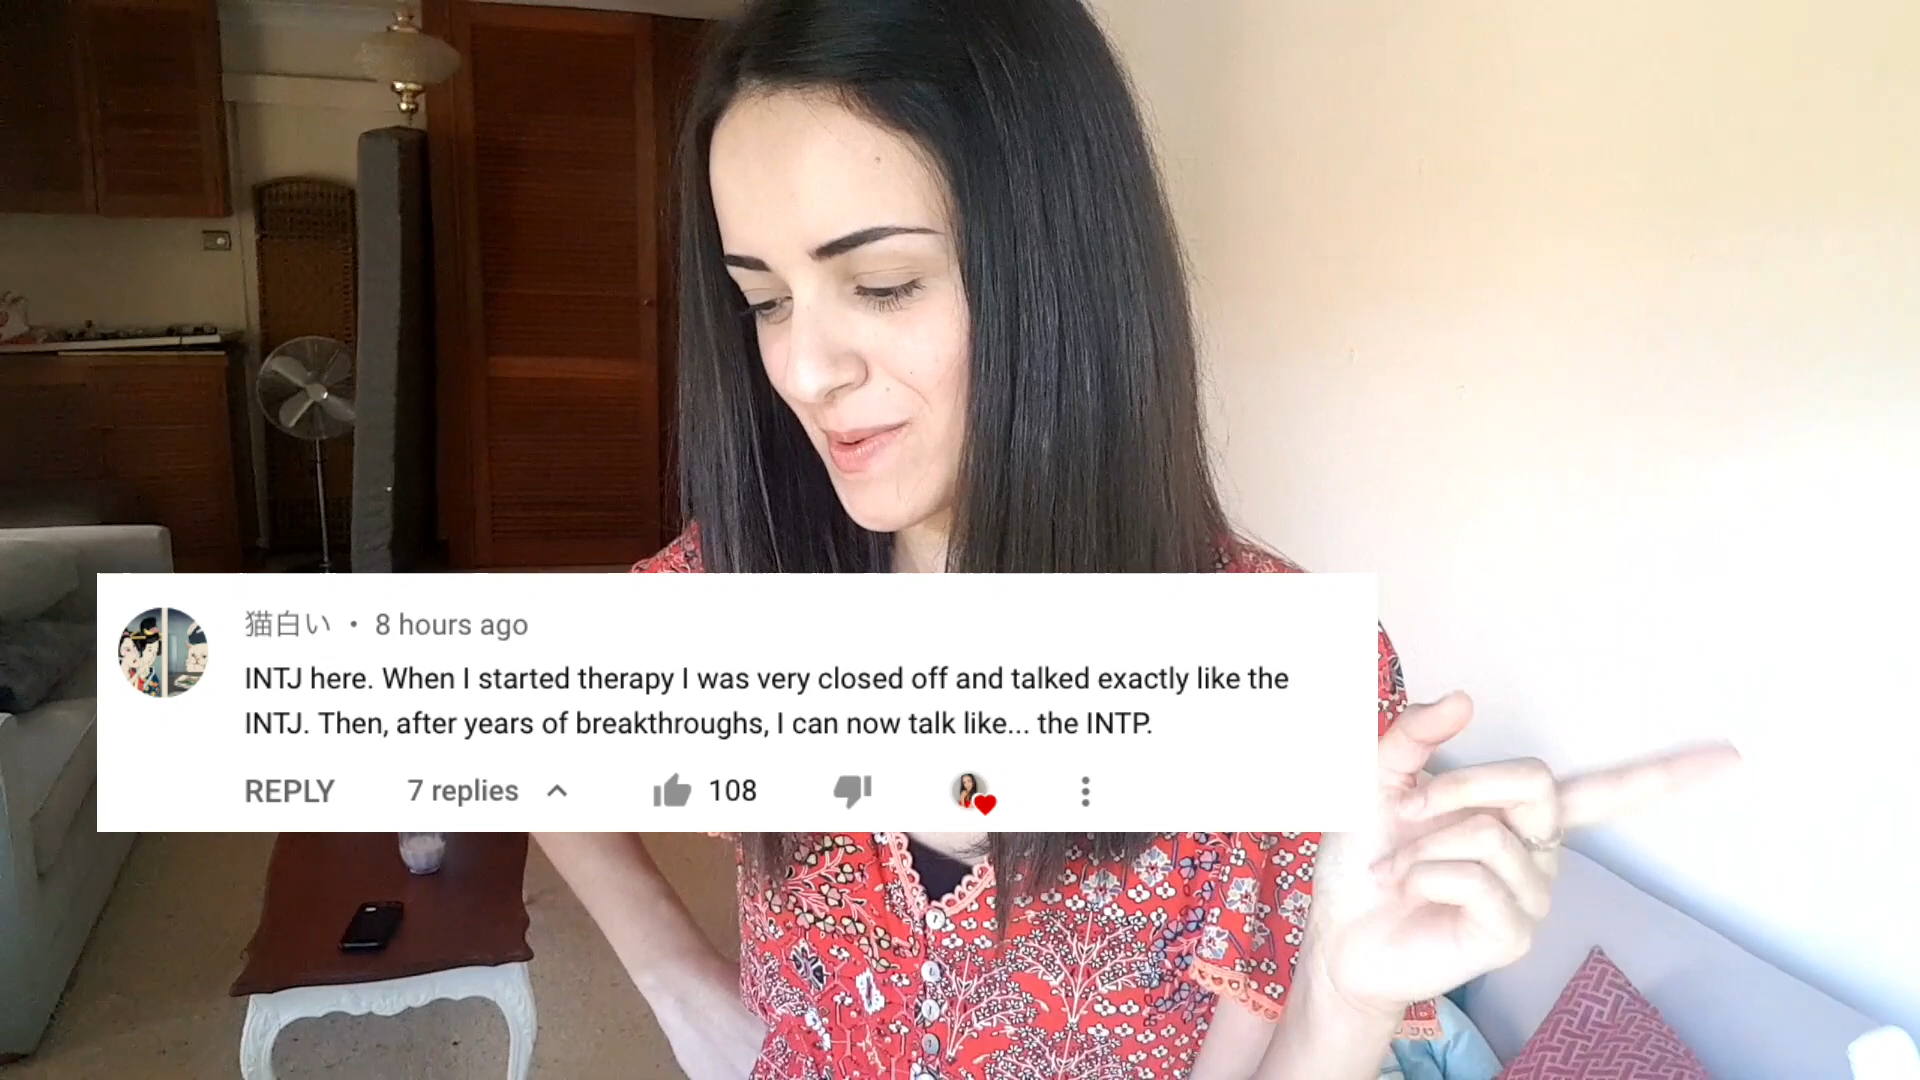 猫白い • 8 hours ago
INTJ here. When I started therapy I was very closed off and talked exactly like the
INTJ. Then, after years of breakthroughs, I can now talk like... the INTP.
REPLY 7 replies 108